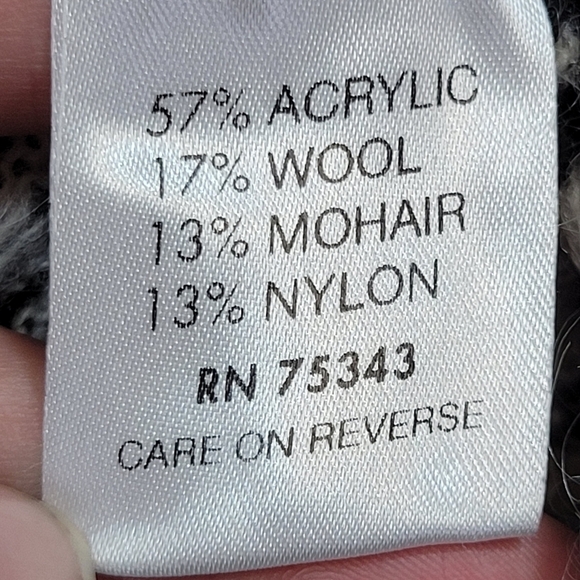 57% ACRYLIC
17% WOOL
13% MOHAIR
13% NYLON
RN 75343
CARE ON REVERSE